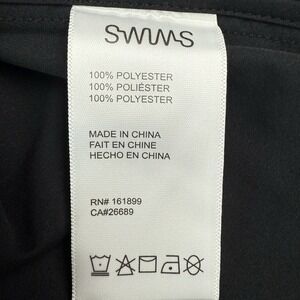 SWIMS
100% POLYESTER
100% POLIÉSTER
100% POLYESTER
MADE IN CHINA
FAIT EN CHINE
HECHO EN CHINA
RN# 161899
CA#26689